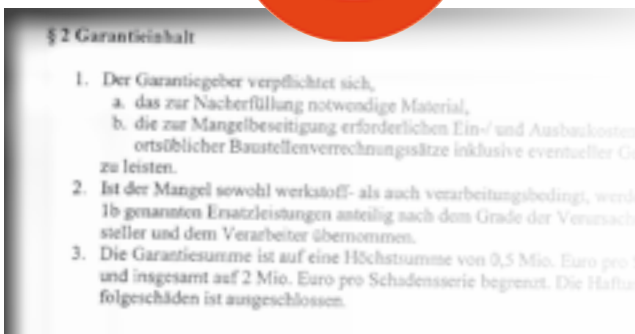 § 2 Garantieinhalt
1. Der Garantiegeber verpflichtet sich,
a. das zur Nacherfüllung notwendige Material,
b. die zur Mangelbeseitigung erforderlichen Ein-/ und Ausbaukosten
ortsüblicher Baustellenverrechnungssätze inklusive eventueller
zu leisten.
2. Ist der Mangel sowohl werkstoff- als auch verarbeitungsbedingt,
1b genannten Ersatzleistungen anteilig nach dem Grade der
steller und dem Verarbeiter übernommen.
3. Die Garantiesumme ist auf eine Höchstsumme von 0,5 Mio. Euro pro
und insgesamt auf 2 Mio. Euro pro Schadensserie begrenzt. Die
folgeschäden ist ausgeschlossen.